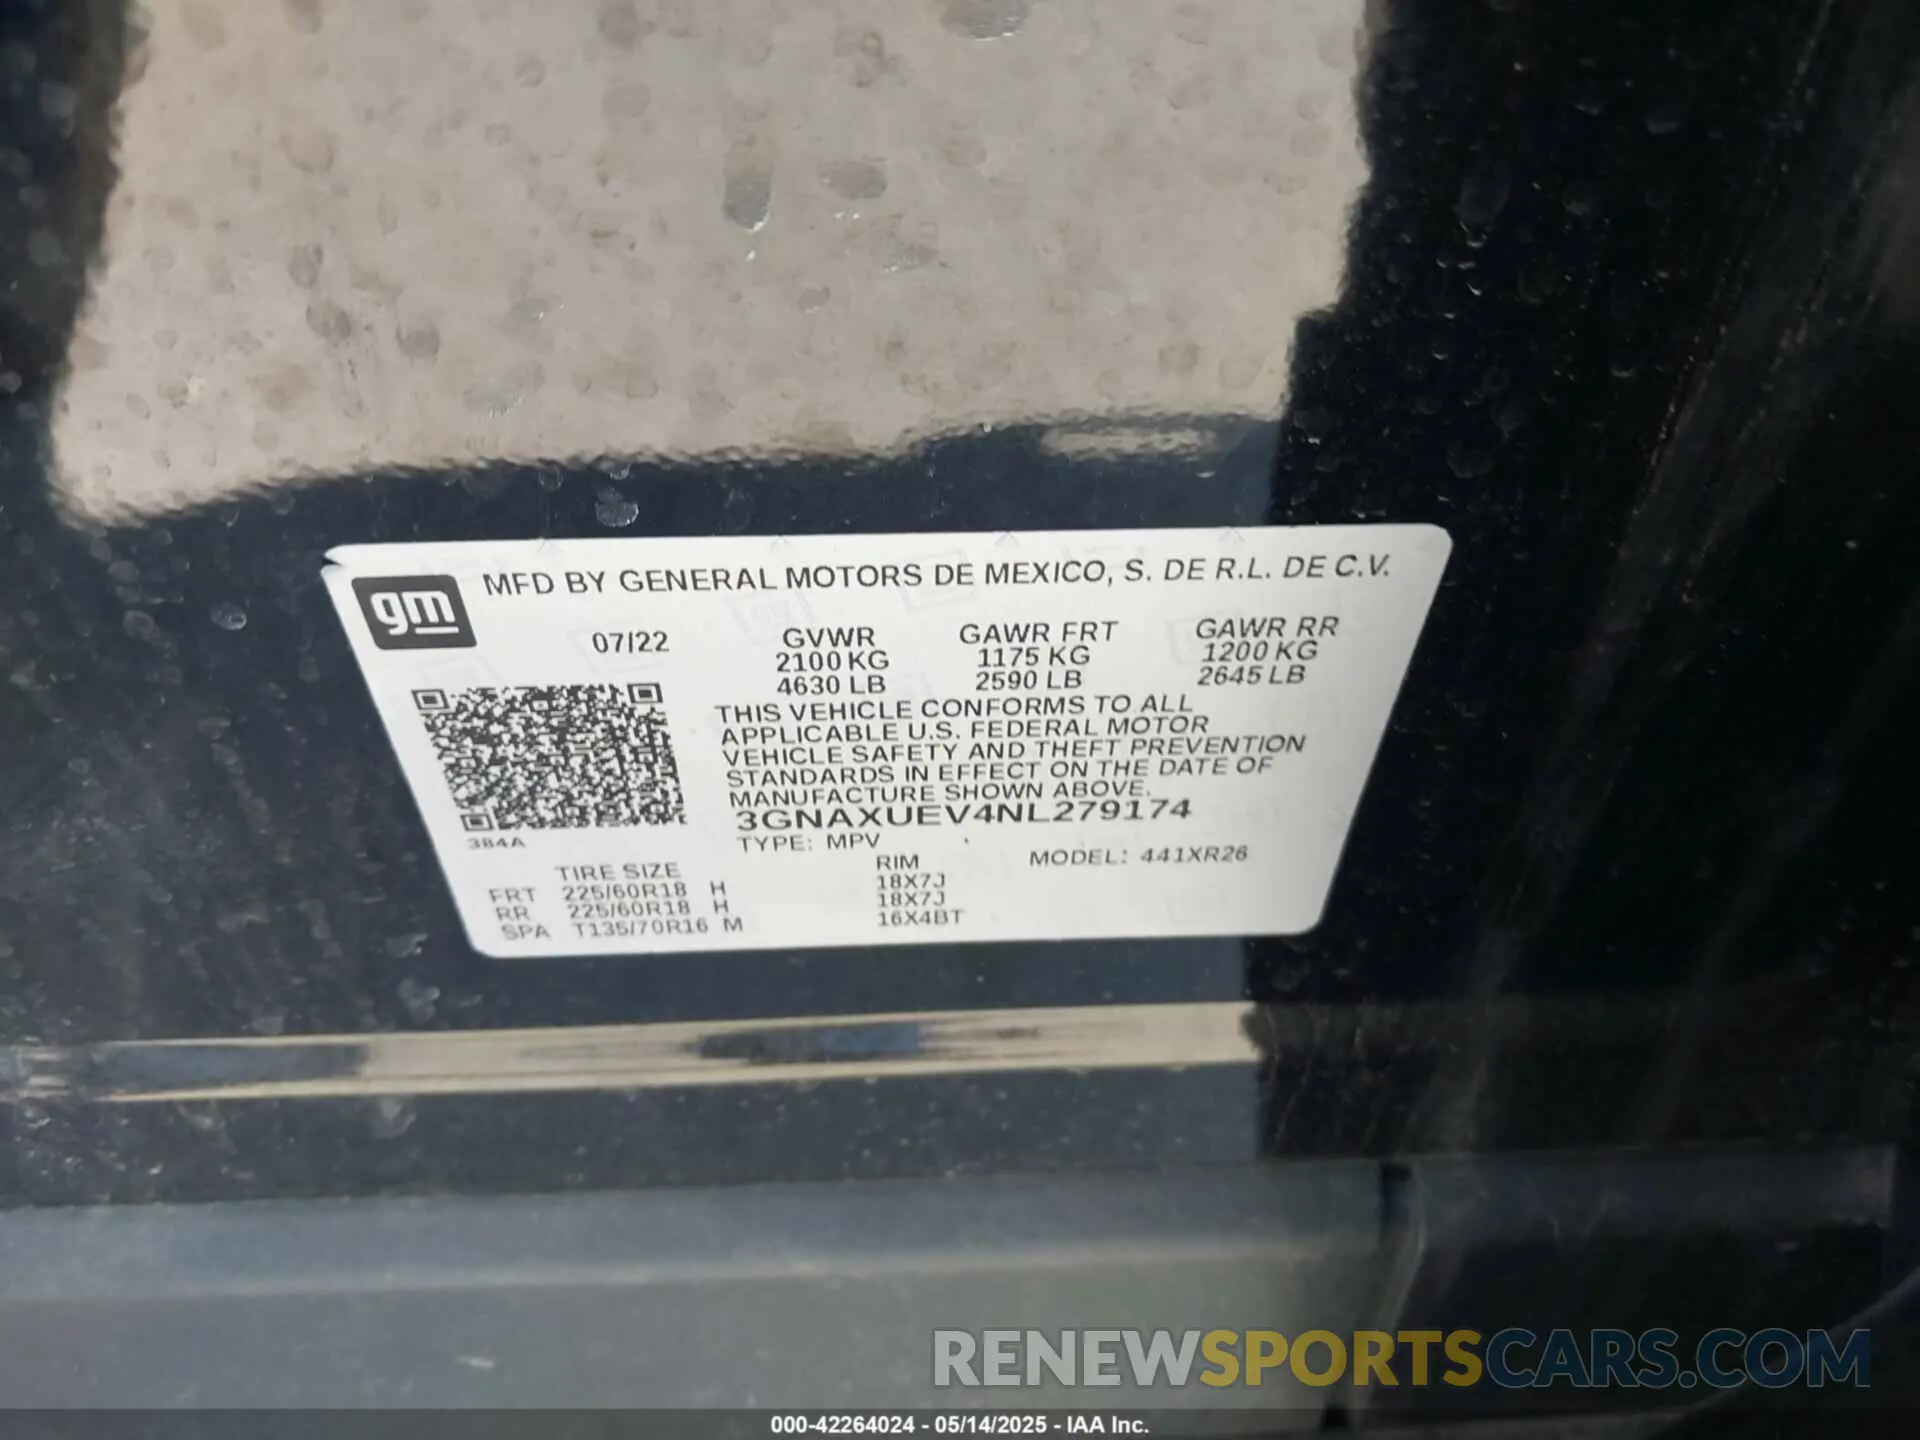 gm MFD BY GENERAL MOTORS DE MEXICO, S. DE R.L. DE C.V.
07/22 GVWR GAWR FRT GAWR RR
2100 KG 1175 KG 1200 KG
4630 LB 2590 LB 2645 LB
THIS VEHICLE CONFORMS TO ALL
APPLICABLE U.S. FEDERAL MOTOR
VEHICLE SAFETY AND THEFT PREVENTION
STANDARDS IN EFFECT ON THE DATE OF
MANUFACTURE SHOWN ABOVE.
3GNAXUEV4NL279174
384A TYPE: MPV MODEL: 441XR26
TIRE SIZE RIM
FRT 225/60R18 H 18X7J
RR 225/60R18 H 18X7J
SPA T135/70R16 M 16X4BT
RENEWSPORTSCARS.COM
000-42264024 - 05/14/2025 - IAA Inc.